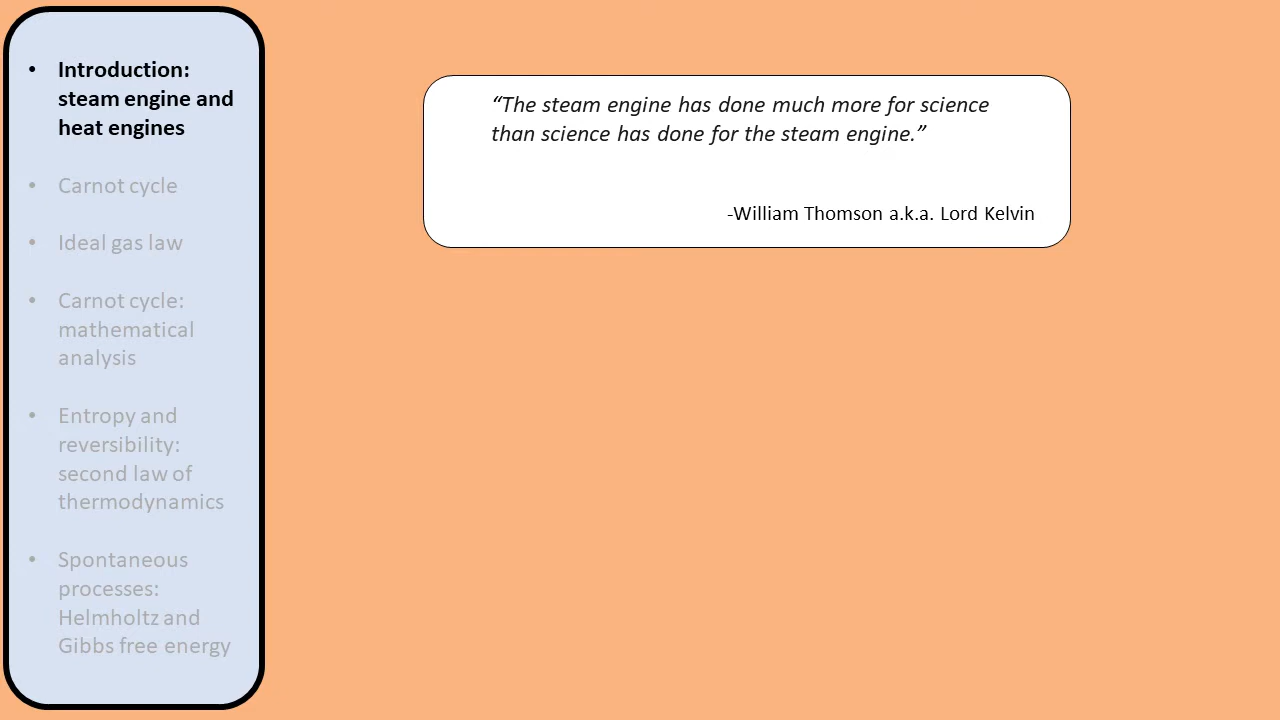 • Introduction:
steam engine and
heat engines
• Carnot cycle
• Ideal gas law
• Carnot cycle:
mathematical
analysis
• Entropy and
reversibility:
second law of
thermodynamics
• Spontaneous
processes:
Helmholtz and
Gibbs free energy
“The steam engine has done much more for science
than science has done for the steam engine.”
-William Thomson a.k.a. Lord Kelvin